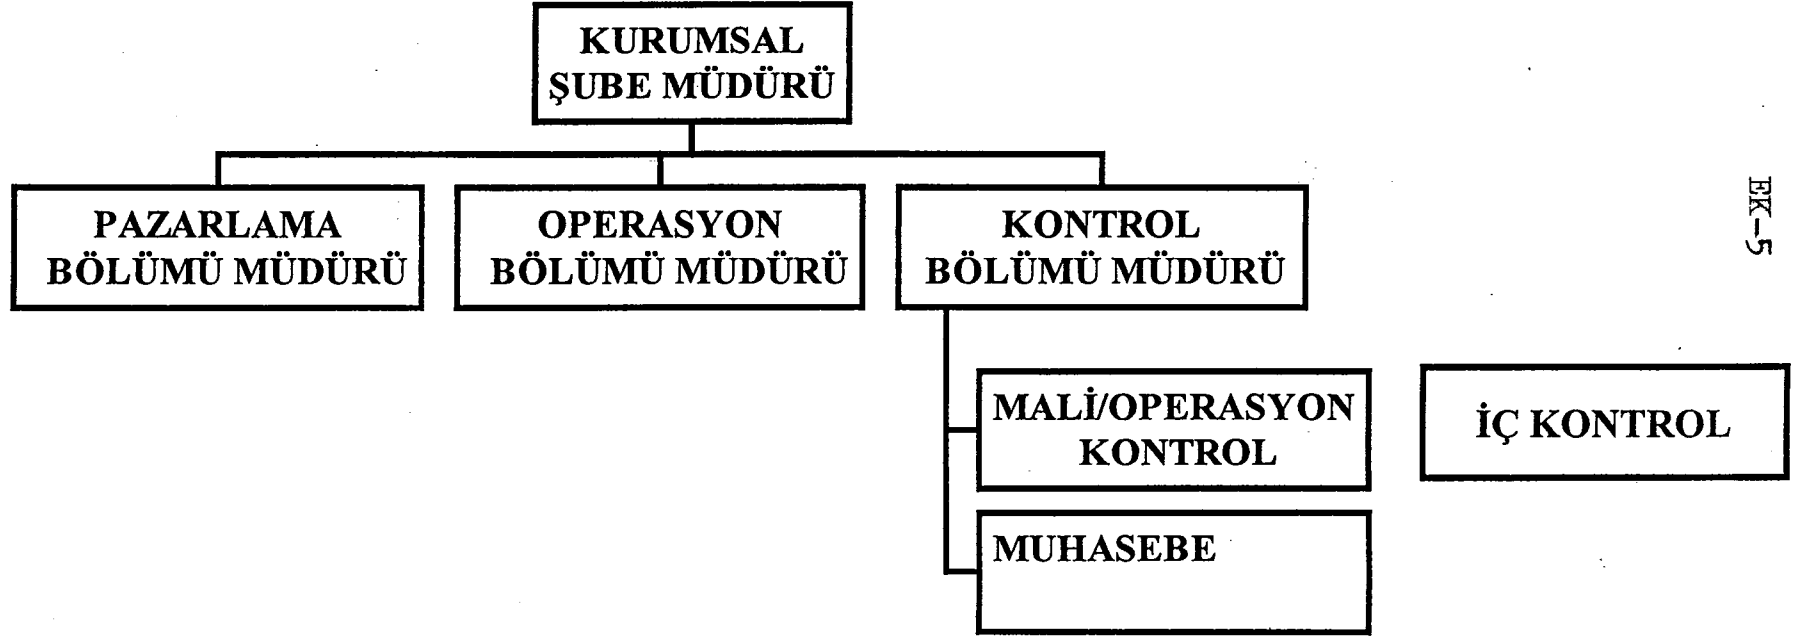 KURUMSAL
ŞUBE MÜDÜRÜ
PAZARLAMA
BÖLÜMÜ MÜDÜRÜ
OPERASYON
BÖLÜMÜ MÜDÜRÜ
KONTROL
BÖLÜMÜ MÜDÜRÜ
MALİ/OPERASYON
KONTROL
İÇ KONTROL
MUHASEBE
EK-5